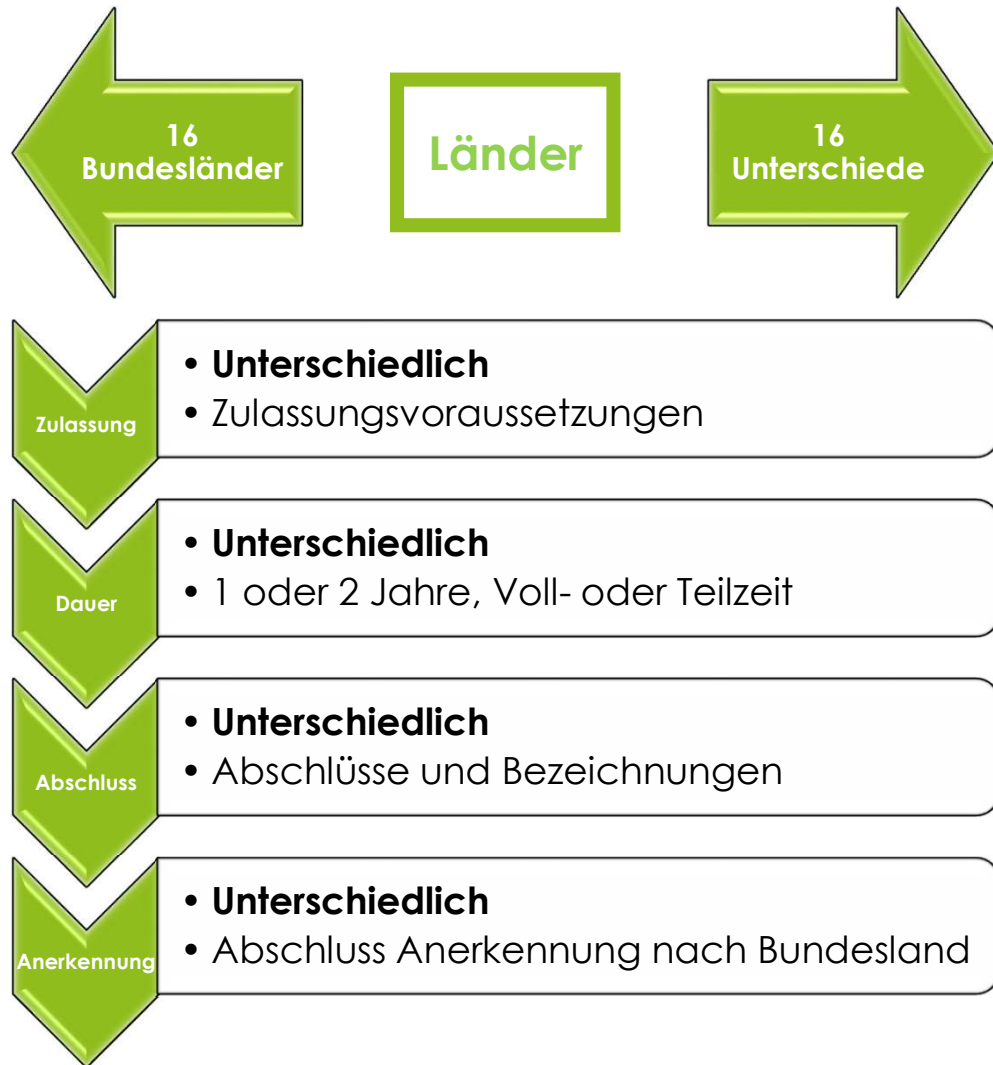 16
Bundesländer
Länder
16
Unterschiede
Zulassung
• Unterschiedlich
• Zulassungsvoraussetzungen
Dauer
• Unterschiedlich
• 1 oder 2 Jahre, Voll- oder Teilzeit
Abschluss
• Unterschiedlich
• Abschlüsse und Bezeichnungen
Anerkennung
• Unterschiedlich
• Abschluss Anerkennung nach Bundesland